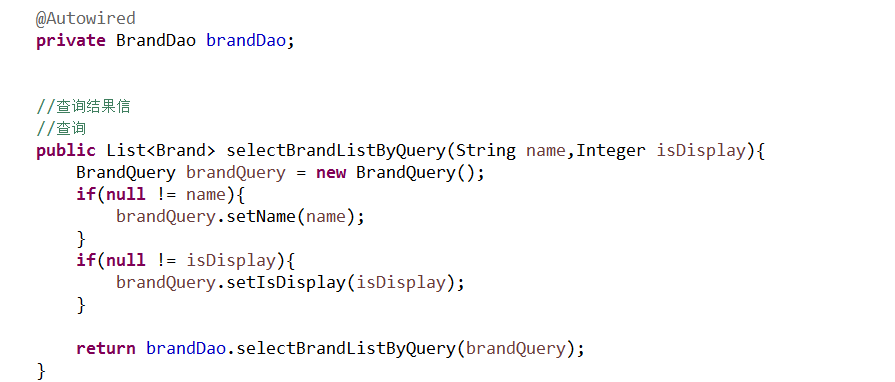 @Autowired
private BrandDao brandDao;
//查询结果信
//查询
public List<Brand> selectBrandListByQuery(String name,Integer isDisplay){
BrandQuery brandQuery = new BrandQuery();
if(null != name){
brandQuery.setName(name);
}
if(null != isDisplay){
brandQuery.setIsDisplay(isDisplay);
}
return brandDao.selectBrandListByQuery(brandQuery);
}